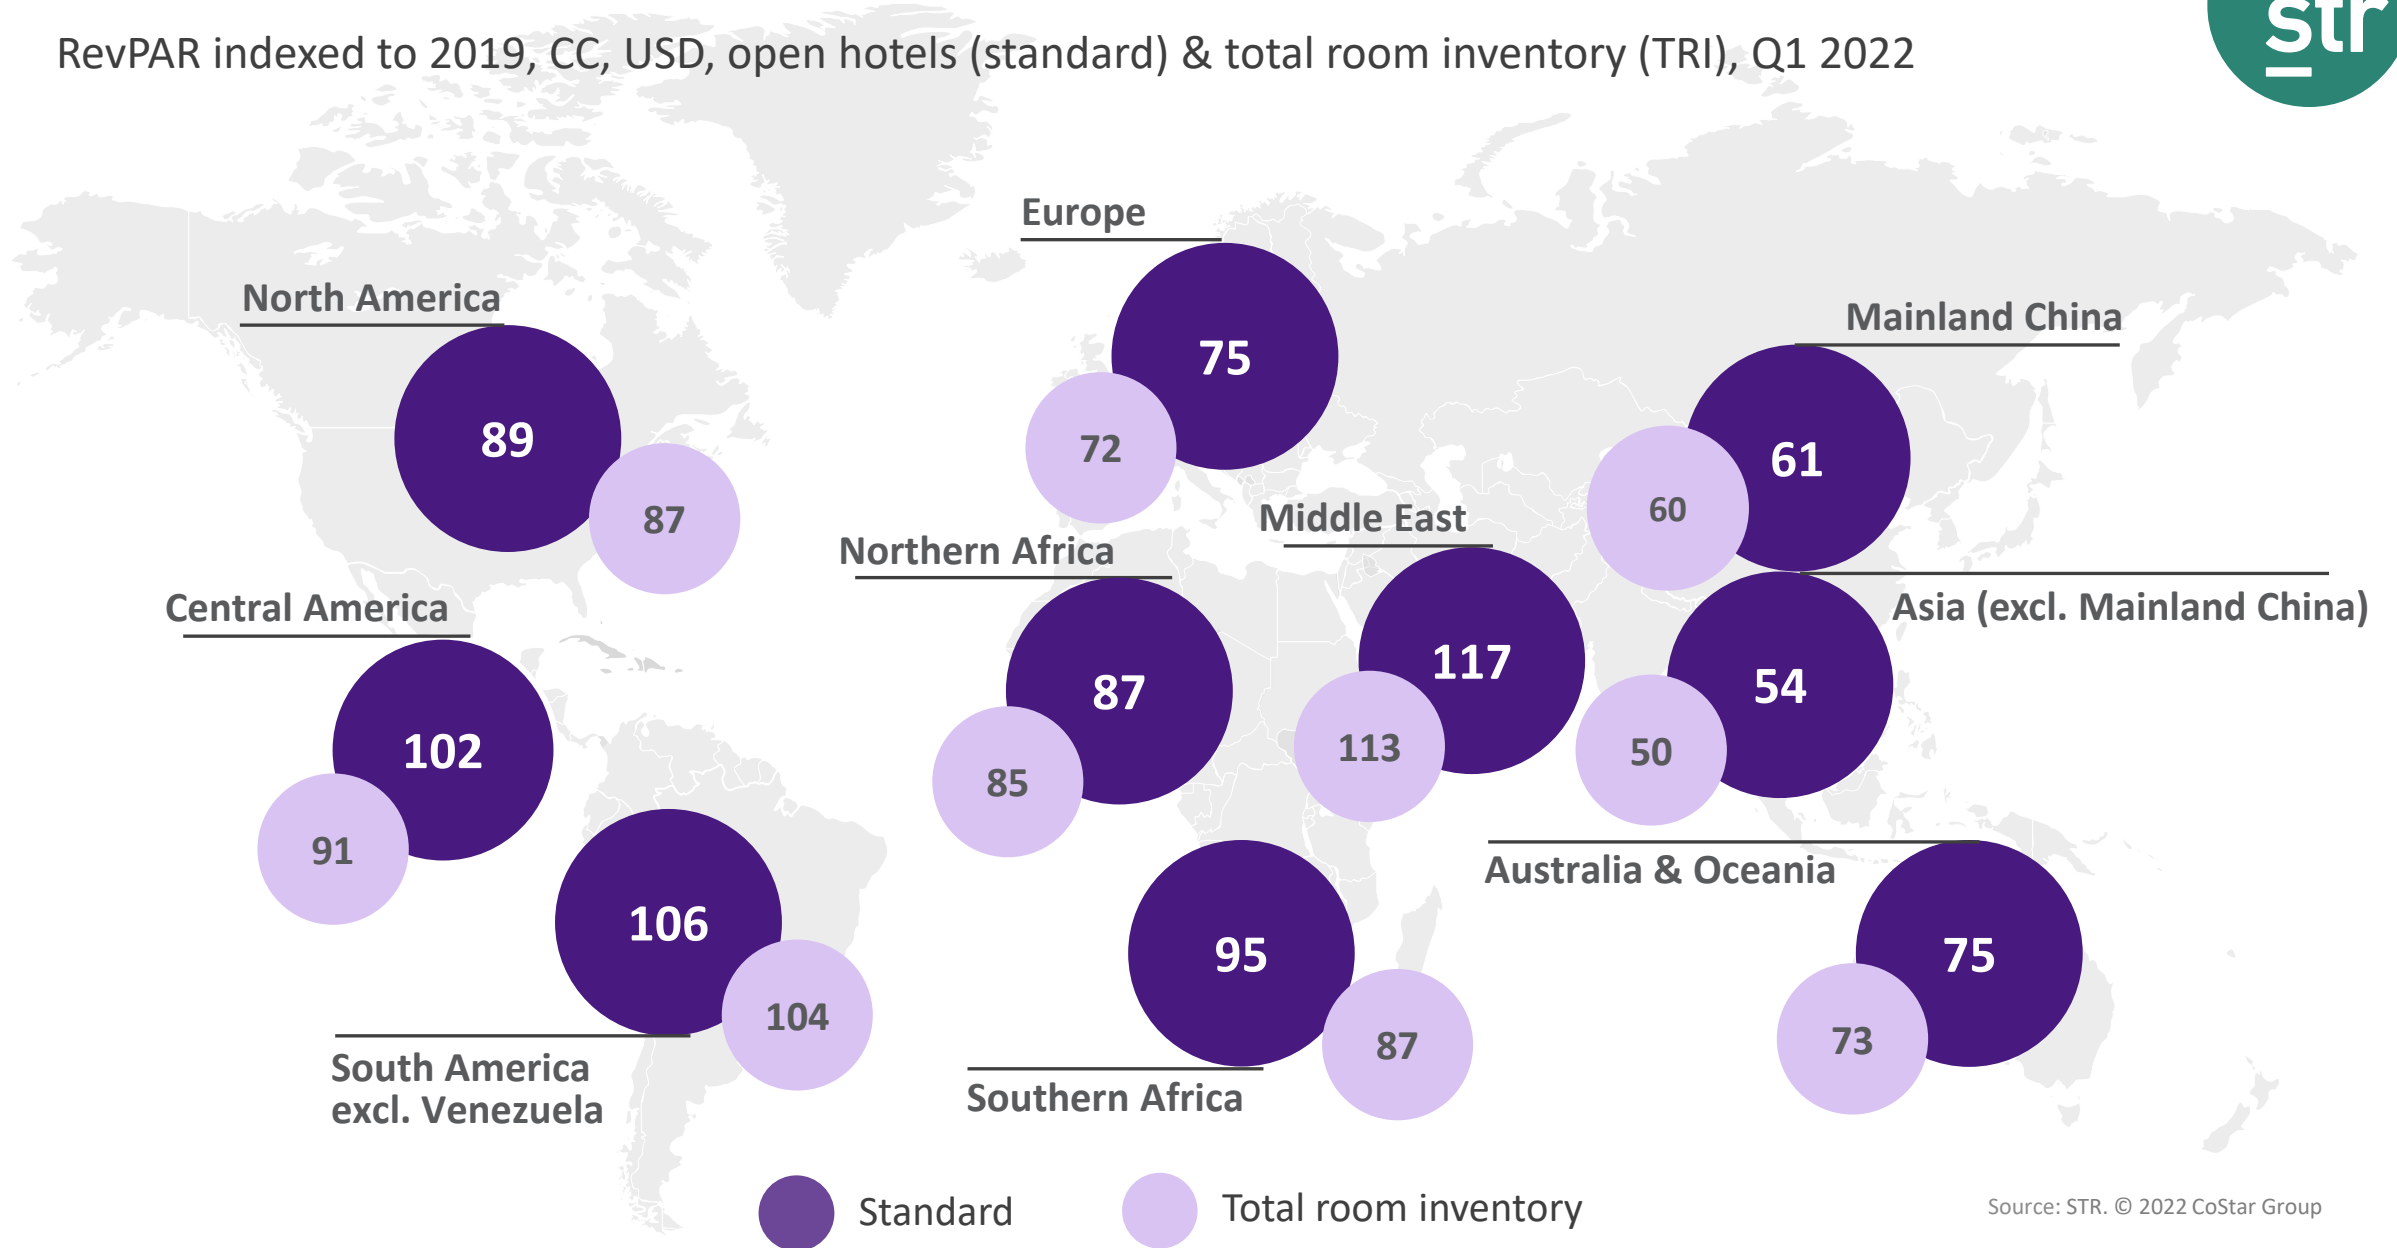 RevPAR indexed to 2019, CC, USD, open hotels (standard) & total room inventory (TRI), Q1 2022
str
Europe
75
72
North America
89
87
Mainland China
61
60
Middle East
117
113
Northern Africa
87
85
Central America
102
91
Asia (excl. Mainland China)
54
50
South America
excl. Venezuela
106
104
Southern Africa
95
87
Australia & Oceania
75
73
Standard
Total room inventory
Source: STR. © 2022 CoStar Group